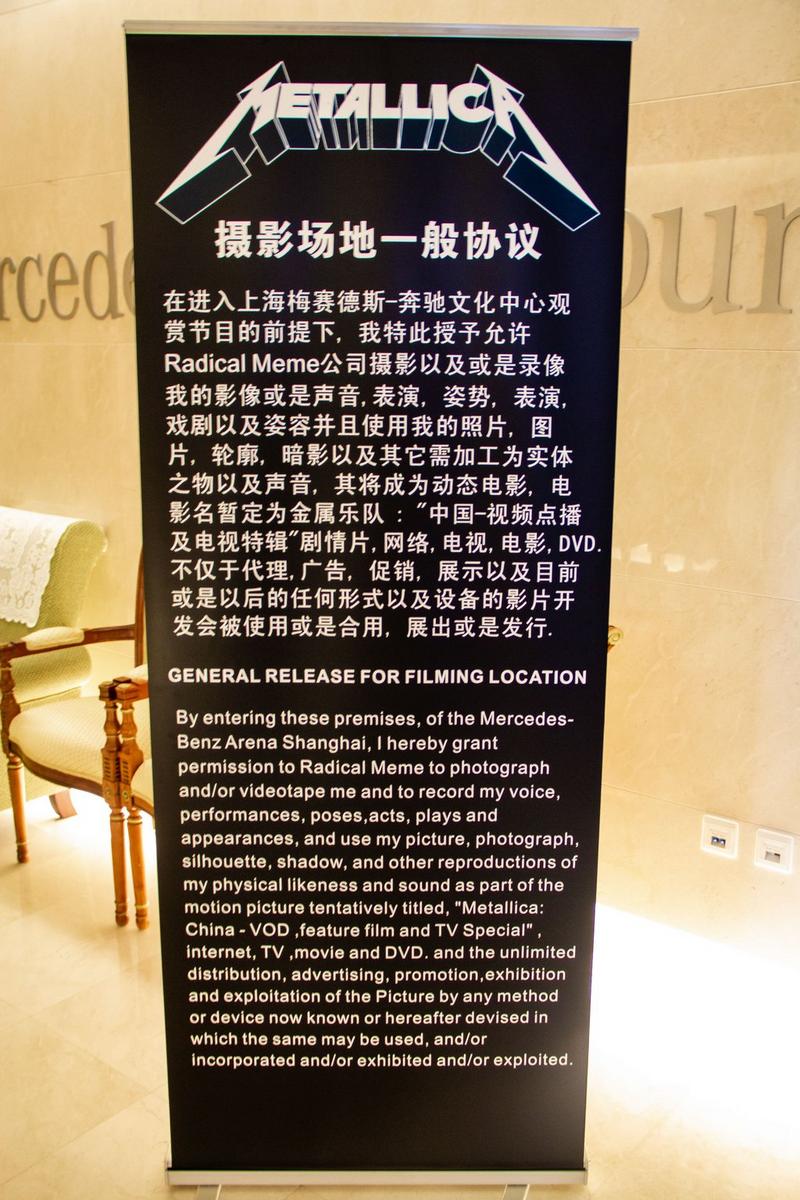 METALLICA
摄影场地一般协议
在进入上海梅赛德斯-奔驰文化中心观
赏节目的前提下, 我特此授予允许
Radical Meme公司摄影以及或是录像
我的影像或是声音,表演, 姿势, 表演,
戏剧以及姿容并且使用我的照片, 图
片, 轮廓, 暗影以及其它需加工为实体
之物以及声音, 其将成为动态电影, 电
影名暂定为金属乐队 : "中国-视频点播
及电视特辑"剧情片,网络,电视,电影,DVD.
不仅于代理,广告, 促销, 展示以及目前
或是以后的任何形式以及设备的影片开
发会被使用或是合用, 展出或是发行.
GENERAL RELEASE FOR FILMING LOCATION
By entering these premises, of the Mercedes-
Benz Arena Shanghai, I hereby grant
permission to Radical Meme to photograph
and/or videotape me and to record my voice,
performances, poses,acts, plays and
appearances, and use my picture, photograph,
silhouette, shadow, and other reproductions of
my physical likeness and sound as part of the
motion picture tentatively titled, "Metallica:
China - VOD ,feature film and TV Special" ,
internet, TV ,movie and DVD. and the unlimited
distribution, advertising, promotion,exhibition
and exploitation of the Picture by any method
or device now known or hereafter devised in
which the same may be used, and/or
incorporated and/or exhibited and/or exploited.